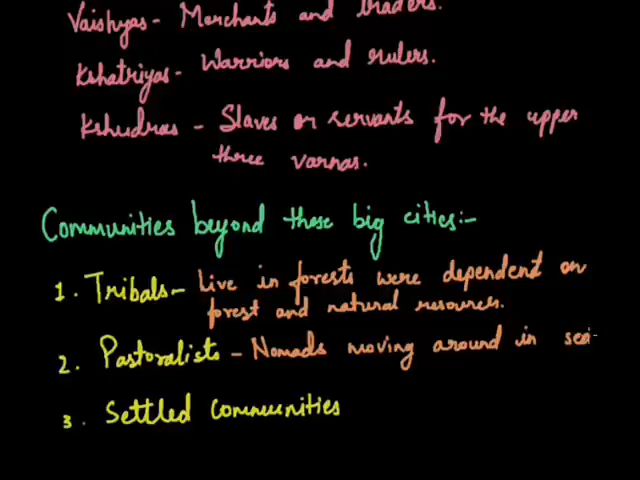 Vaishyas- Merchants and traders.
Kshatriyas- Warriors and rulers.
Kshudras - Slaves or servants for the upper
three varnas.
Communities beyond these big cities:-
1. Tribals- Live in forests were dependent on
forest and natural resources.
2. Pastoralists - Nomads moving around in
3. Settled communities